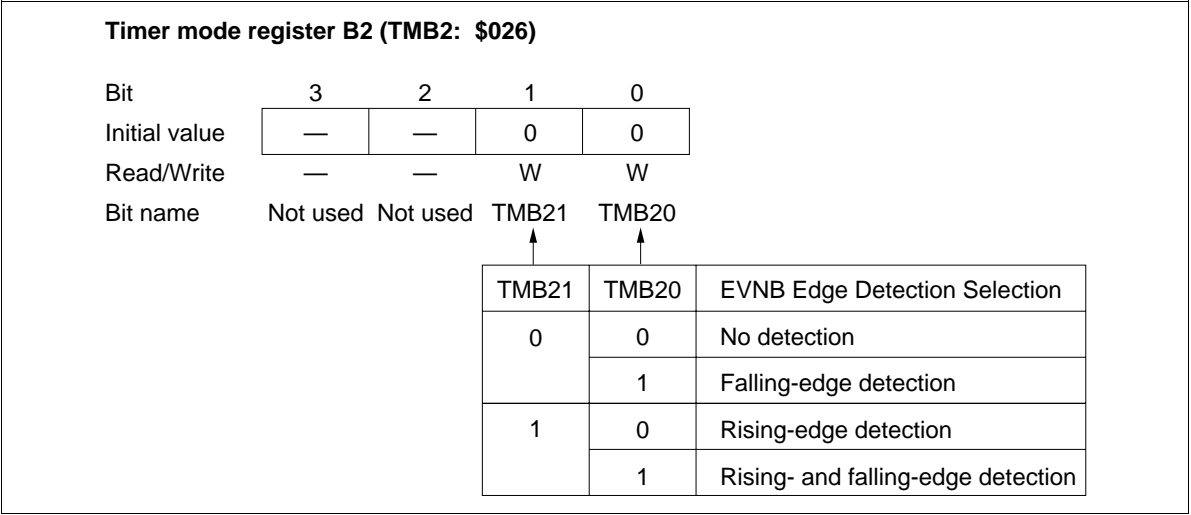 Timer mode register B2 (TMB2: $026)
Bit 3 2 1 0
Initial value — — 0 0
Read/Write — — W W
Bit name Not used Not used TMB21 TMB20
TMB21 TMB20 EVNB Edge Detection Selection
0 0 No detection
1 Falling-edge detection
1 0 Rising-edge detection
1 Rising- and falling-edge detection